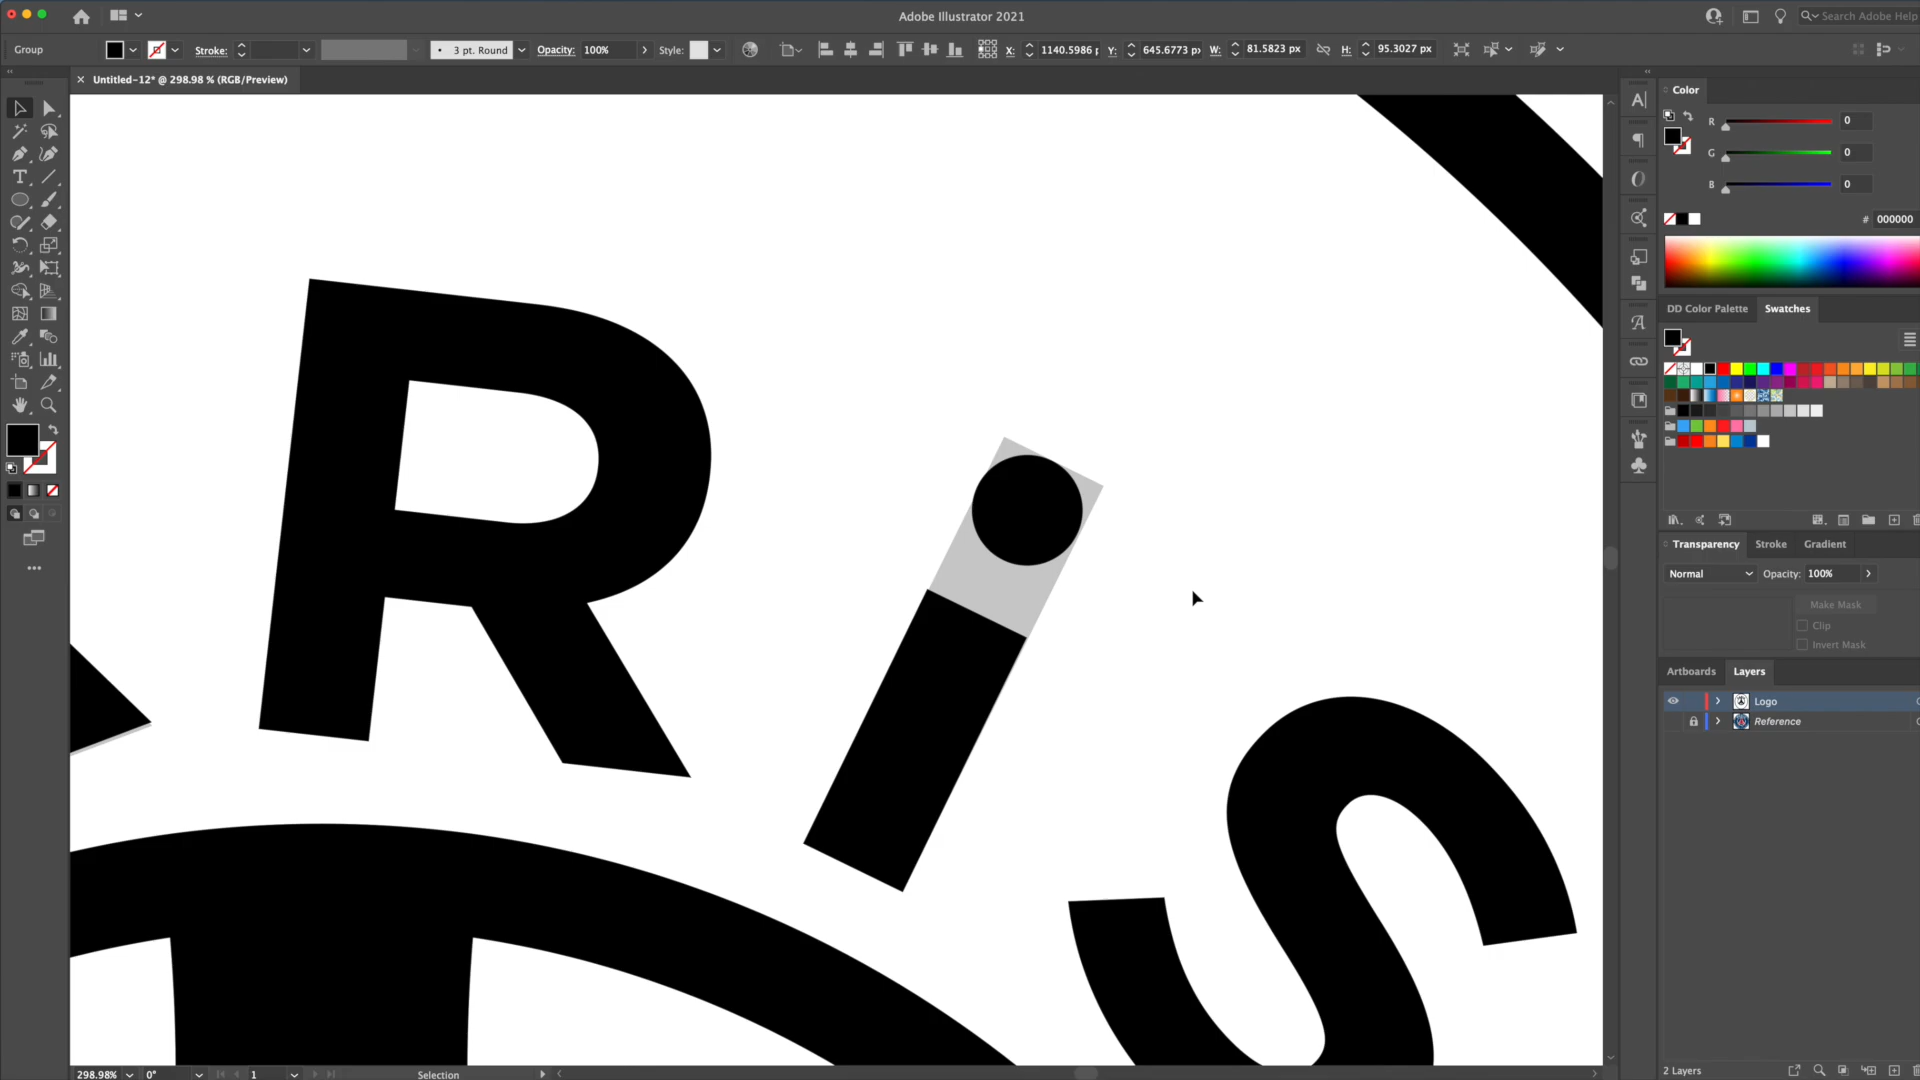 Adobe Illustrator 2021
Search Adobe Help
Group
Stroke:
3 pt. Round
Opacity: 100%
Style:
X: 1140.5986 p
Y: 645.6773 px
W: 81.5823 px
H: 95.3027 px
Untitled-12* @ 298.98 % (RGB/Preview)
Color
R 0
G 0
B 0
# 000000
DD Color Palette
Swatches
Transparency
Stroke
Gradient
Normal
Opacity: 100%
Make Mask
Clip
Invert Mask
Artboards
Layers
Logo
Reference
RiS
298.98%
0°
1
Selection
2 Layers